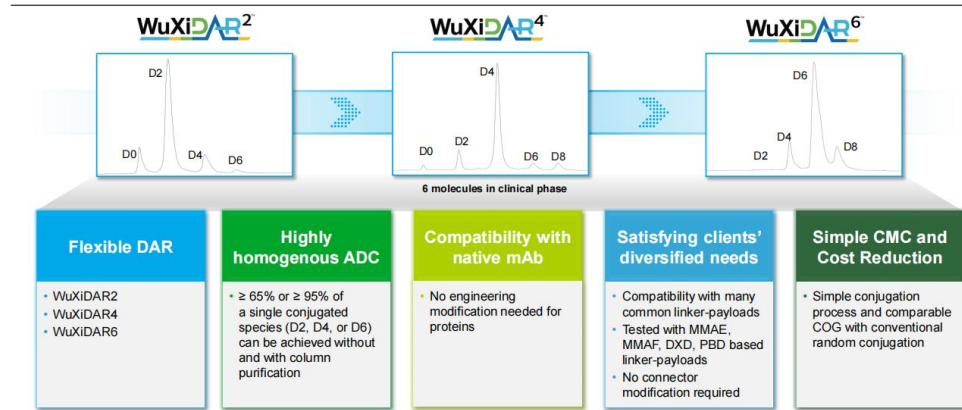 WuXiDAR2™
WuXiDAR4™
WuXiDAR6™
D2
D0
D4
D6
D4
D0
D2
D6
D8
D6
D4
D2
D8
6 molecules in clinical phase
Flexible DAR
• WuXiDAR2
• WuXiDAR4
• WuXiDAR6
Highly
homogenous ADC
• ≥ 65% or ≥ 95% of
a single conjugated
species (D2, D4, or D6)
can be achieved without
and with column
purification
Compatibility with
native mAb
• No engineering
modification needed for
proteins
Satisfying clients’
diversified needs
• Compatibility with many
common linker-payloads
• Tested with MMAE,
MMAF, DXD, PBD based
linker-payloads
• No connector
modification required
Simple CMC and
Cost Reduction
• Simple conjugation
process and comparable
COG with conventional
random conjugation